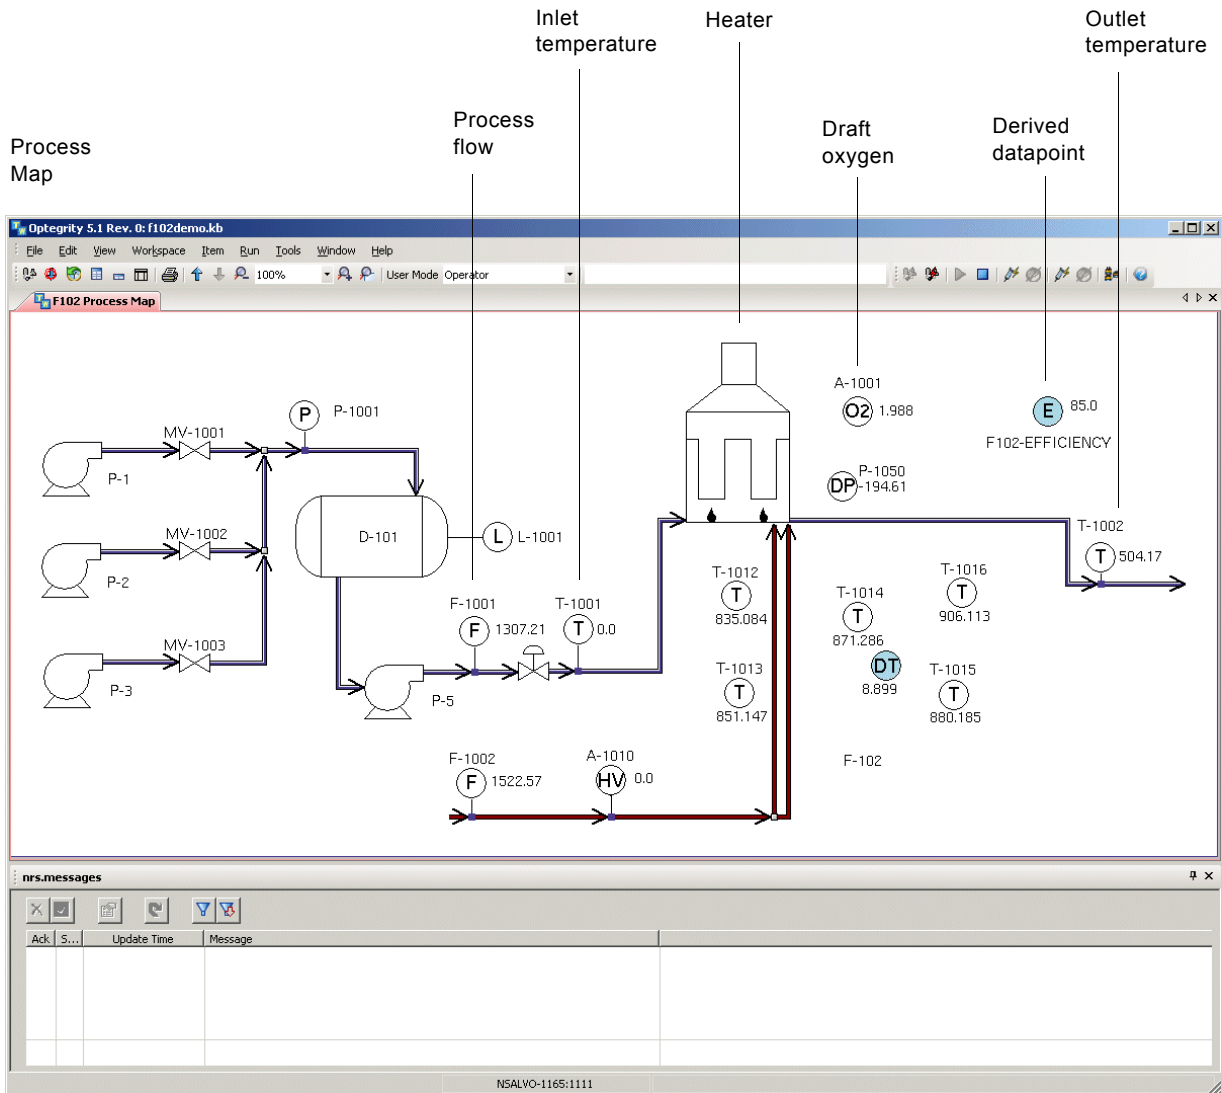 Inlet
temperature
Heater
Outlet
temperature
Process
flow
Draft
oxygen
Derived
datapoint
Process
Map
Optegrity 5.1 Rev. 0: f102demo.kb
File Edit View Workspace Item Run Tools Window Help
100% User Mode Operator
F102 Process Map
A-1001
O2 1.988
E 85.0
F102-EFFICIENCY
P P-1001
MV-1001
P-1
P-1050
DP -194.61
MV-1002
P-2
D-101
L L-1001
T-1002
T 504.17
T-1012
T
835.084
T-1014
T
871.286
T-1016
T
906.113
F-1001
F 1307.21
T-1001
T 0.0
MV-1003
P-3
P-5
T-1013
T
851.147
DT
8.899
T-1015
T
880.185
F-1002
F 1522.57
A-1010
HV 0.0
F-102
nrs.messages
Ack S... Update Time Message
NSALVO-1165:1111